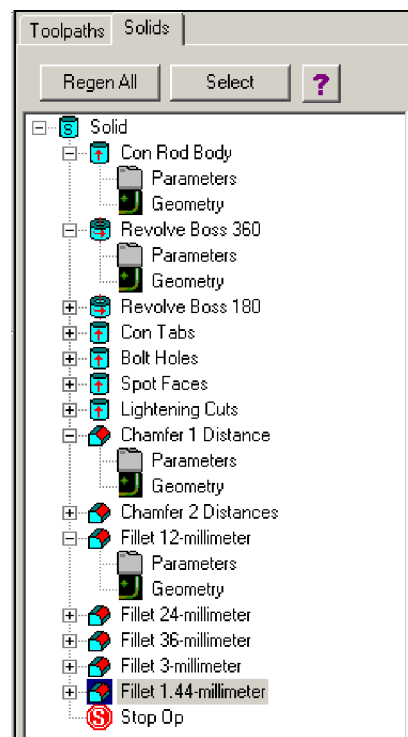 Toolpaths Solids
Regen All Select ?
S Solid
Con Rod Body
Parameters
Geometry
Revolve Boss 360
Parameters
Geometry
Revolve Boss 180
Con Tabs
Bolt Holes
Spot Faces
Lightening Cuts
Chamfer 1 Distance
Parameters
Geometry
Chamfer 2 Distances
Fillet 12-millimeter
Parameters
Geometry
Fillet 24-millimeter
Fillet 36-millimeter
Fillet 3-millimeter
Fillet 1.44-millimeter
S Stop Op